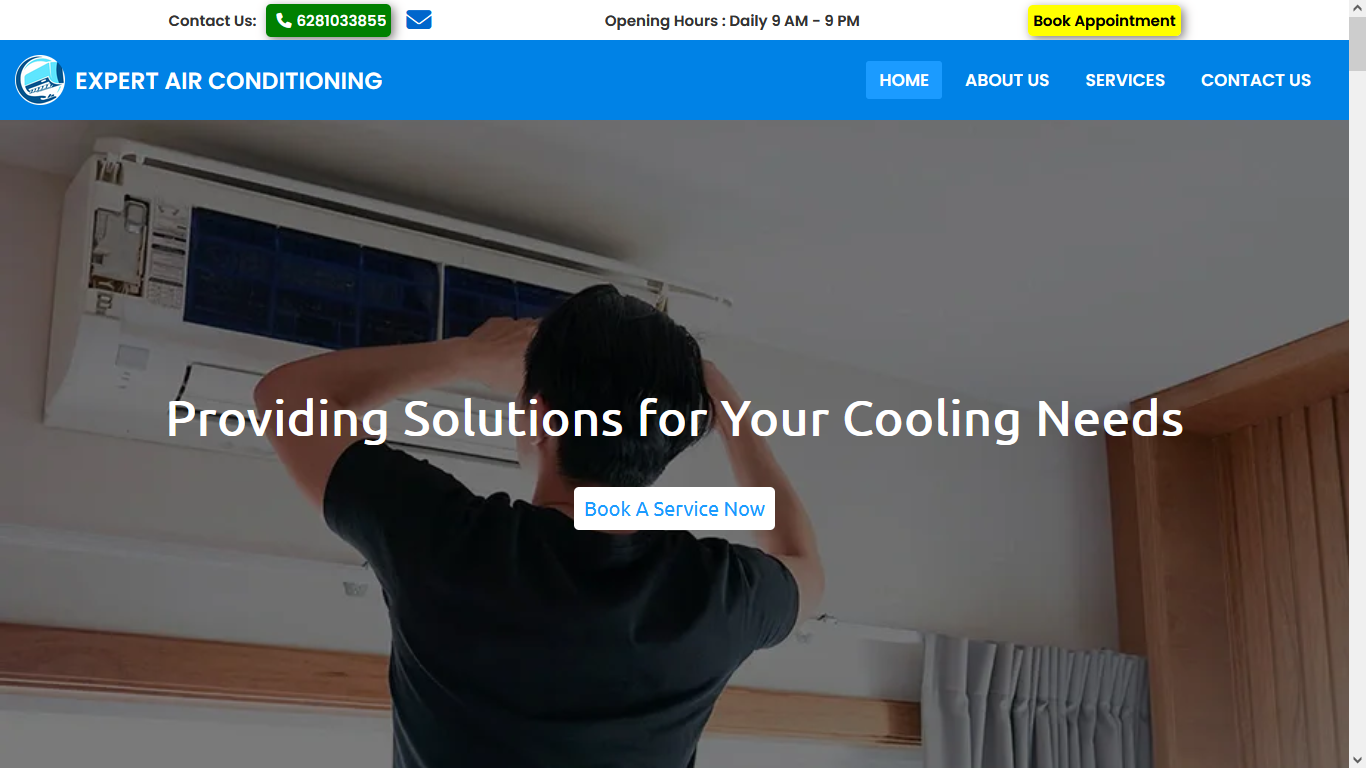 Contact Us: 6281033855 Opening Hours : Daily 9 AM - 9 PM Book Appointment
EXPERT AIR CONDITIONING HOME ABOUT US SERVICES CONTACT US
Providing Solutions for Your Cooling Needs
Book A Service Now